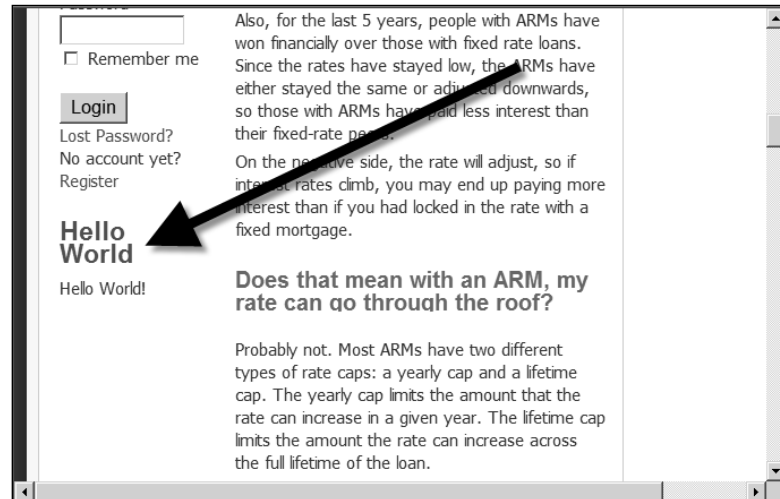 Remember me
Login
Lost Password?
No account yet?
Register
Hello
World
Hello World!
Also, for the last 5 years, people with ARMs have
won financially over those with fixed rate loans.
Since the rates have stayed low, the ARMs have
either stayed the same or adjusted downwards,
so those with ARMs have paid less interest than
their fixed-rate peers.
On the negative side, the rate will adjust, so if
interest rates climb, you may end up paying more
interest than if you had locked in the rate with a
fixed mortgage.
Does that mean with an ARM, my
rate can go through the roof?
Probably not. Most ARMs have two different
types of rate caps: a yearly cap and a lifetime
cap. The yearly cap limits the amount that the
rate can increase in a given year. The lifetime cap
limits the amount the rate can increase across
the full lifetime of the loan.